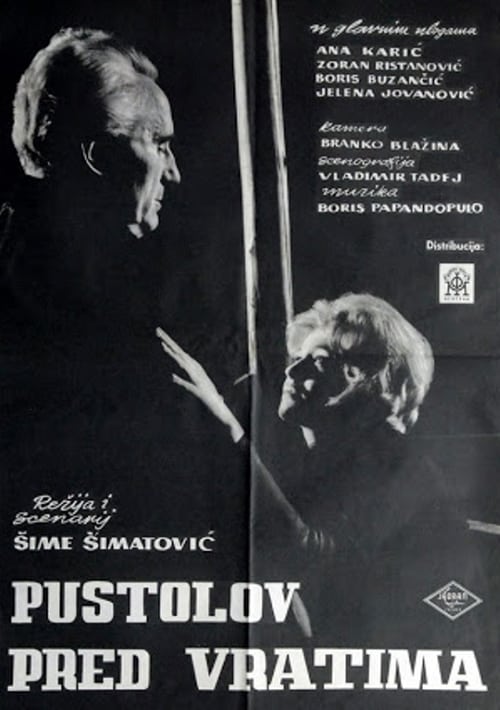 u glavnim ulogama
ANA KARIĆ
ZORAN RISTANOVIĆ
BORIS BUZANČIĆ
JELENA JOVANOVIĆ
kamera
BRANKO BLAŽINA
scenografija
VLADIMIR TADEJ
muzika
BORIS PAPANDOPULO
Distribucija:
Režija i
scenarij
ŠIME ŠIMATOVIĆ
PUSTOLOV
JADRAN
PRED VRATIMA